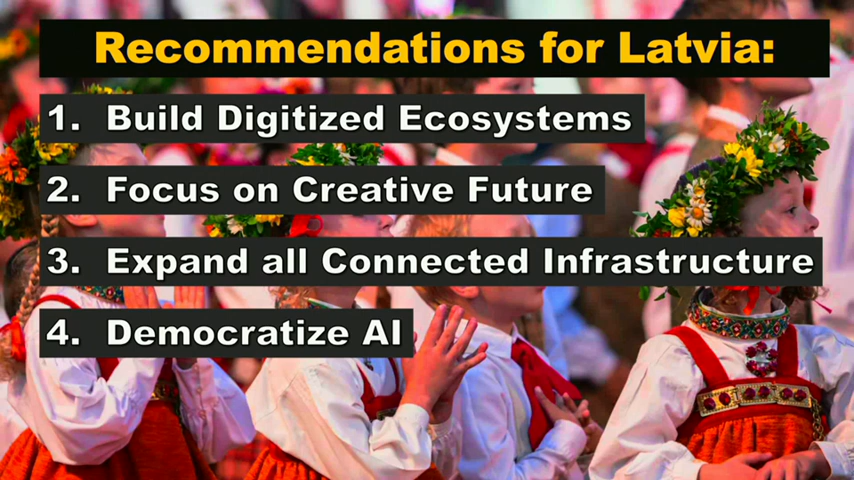 Recommendations for Latvia:
1. Build Digitized Ecosystems
2. Focus on Creative Future
3. Expand all Connected Infrastructure
4. Democratize AI